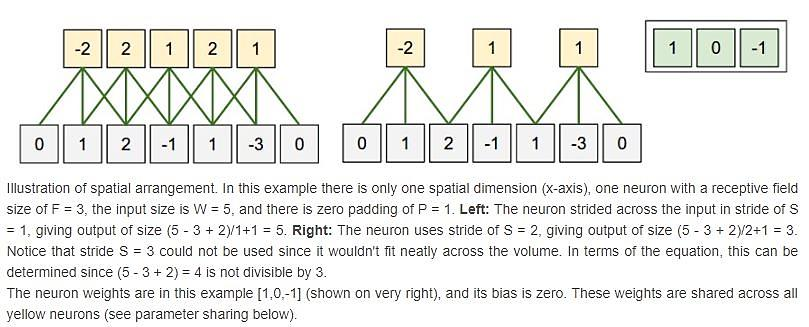 -2 2 1 2 1 -2 1 1 1 0 -1
0 1 2 -1 1 -3 0 0 1 2 -1 1 -3 0
Illustration of spatial arrangement. In this example there is only one spatial dimension (x-axis), one neuron with a receptive field
size of F = 3, the input size is W = 5, and there is zero padding of P = 1. Left: The neuron strided across the input in stride of S
= 1, giving output of size (5 - 3 + 2)/1+1 = 5. Right: The neuron uses stride of S = 2, giving output of size (5 - 3 + 2)/2+1 = 3.
Notice that stride S = 3 could not be used since it wouldn't fit neatly across the volume. In terms of the equation, this can be
determined since (5 - 3 + 2) = 4 is not divisible by 3.
The neuron weights are in this example [1,0,-1] (shown on very right), and its bias is zero. These weights are shared across all
yellow neurons (see parameter sharing below).